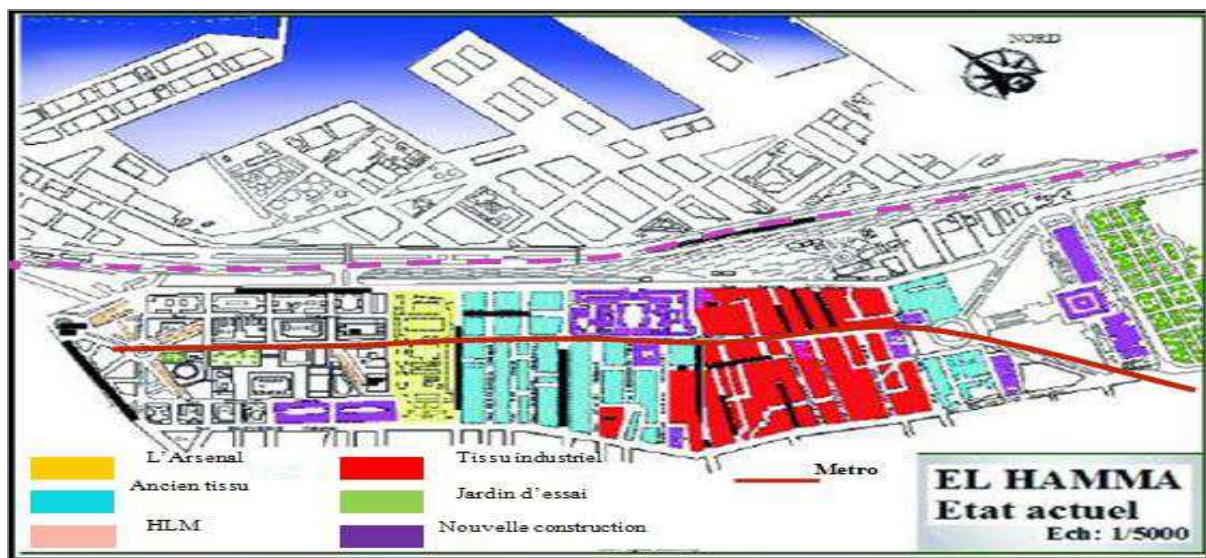 NORD
L'Arsenal
Ancien tissu
HLM
Tissu industriel
Jardin d'essai
Nouvelle construction
Metro
EL HAMMA
Etat actuel
Ech: 1/5000